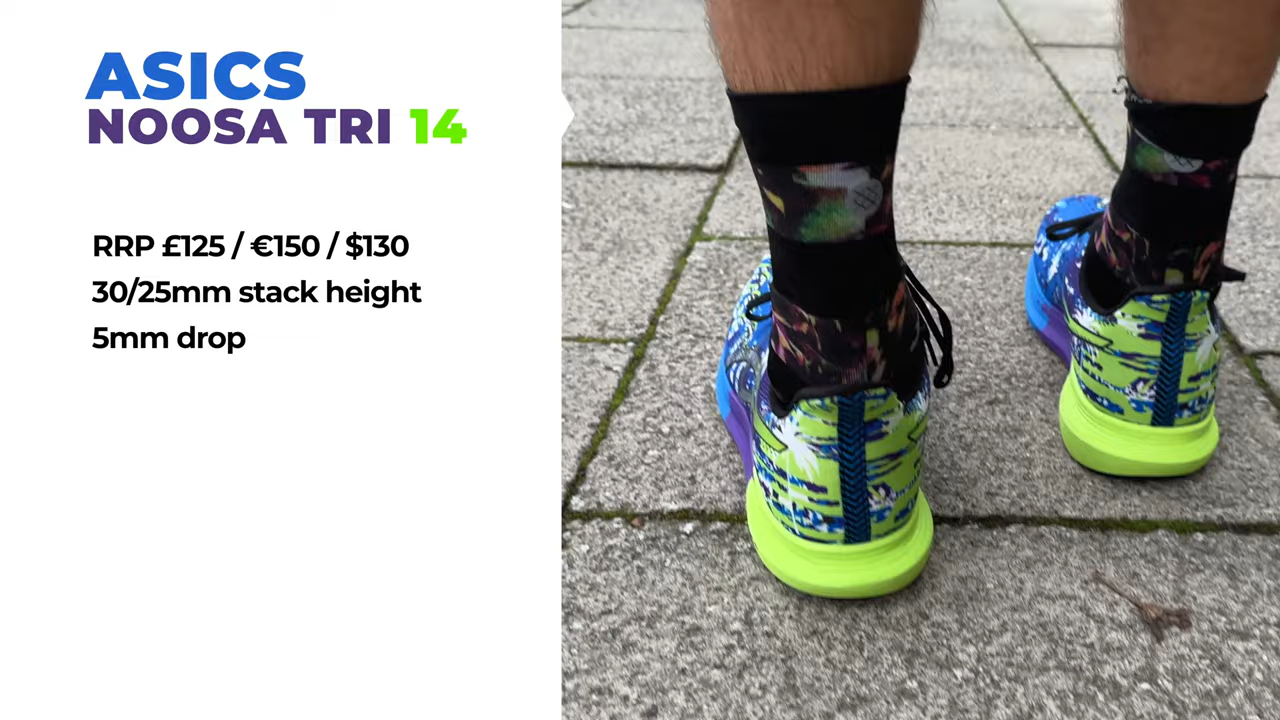 ASICS
NOOSA TRI 14
RRP £125 / €150 / $130
30/25mm stack height
5mm drop